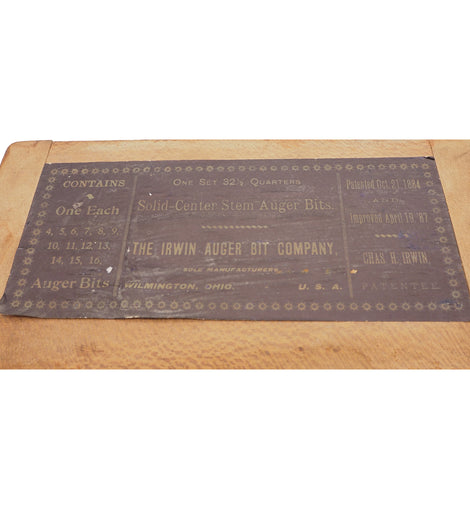 CONTAINS
One Each
4, 5, 6, 7, 8, 9,
10, 11, 12, 13,
14, 15, 16,
Auger Bits
ONE SET 32½ QUARTERS
Solid-Center Stem Auger Bits.
THE IRWIN AUGER BIT COMPANY,
SOLE MANUFACTURERS,
WILMINGTON, OHIO. U. S. A.
Patented Oct. 21, 1884
AND
Improved April 19, '87
CHAS. H. IRWIN,
PATENTEE